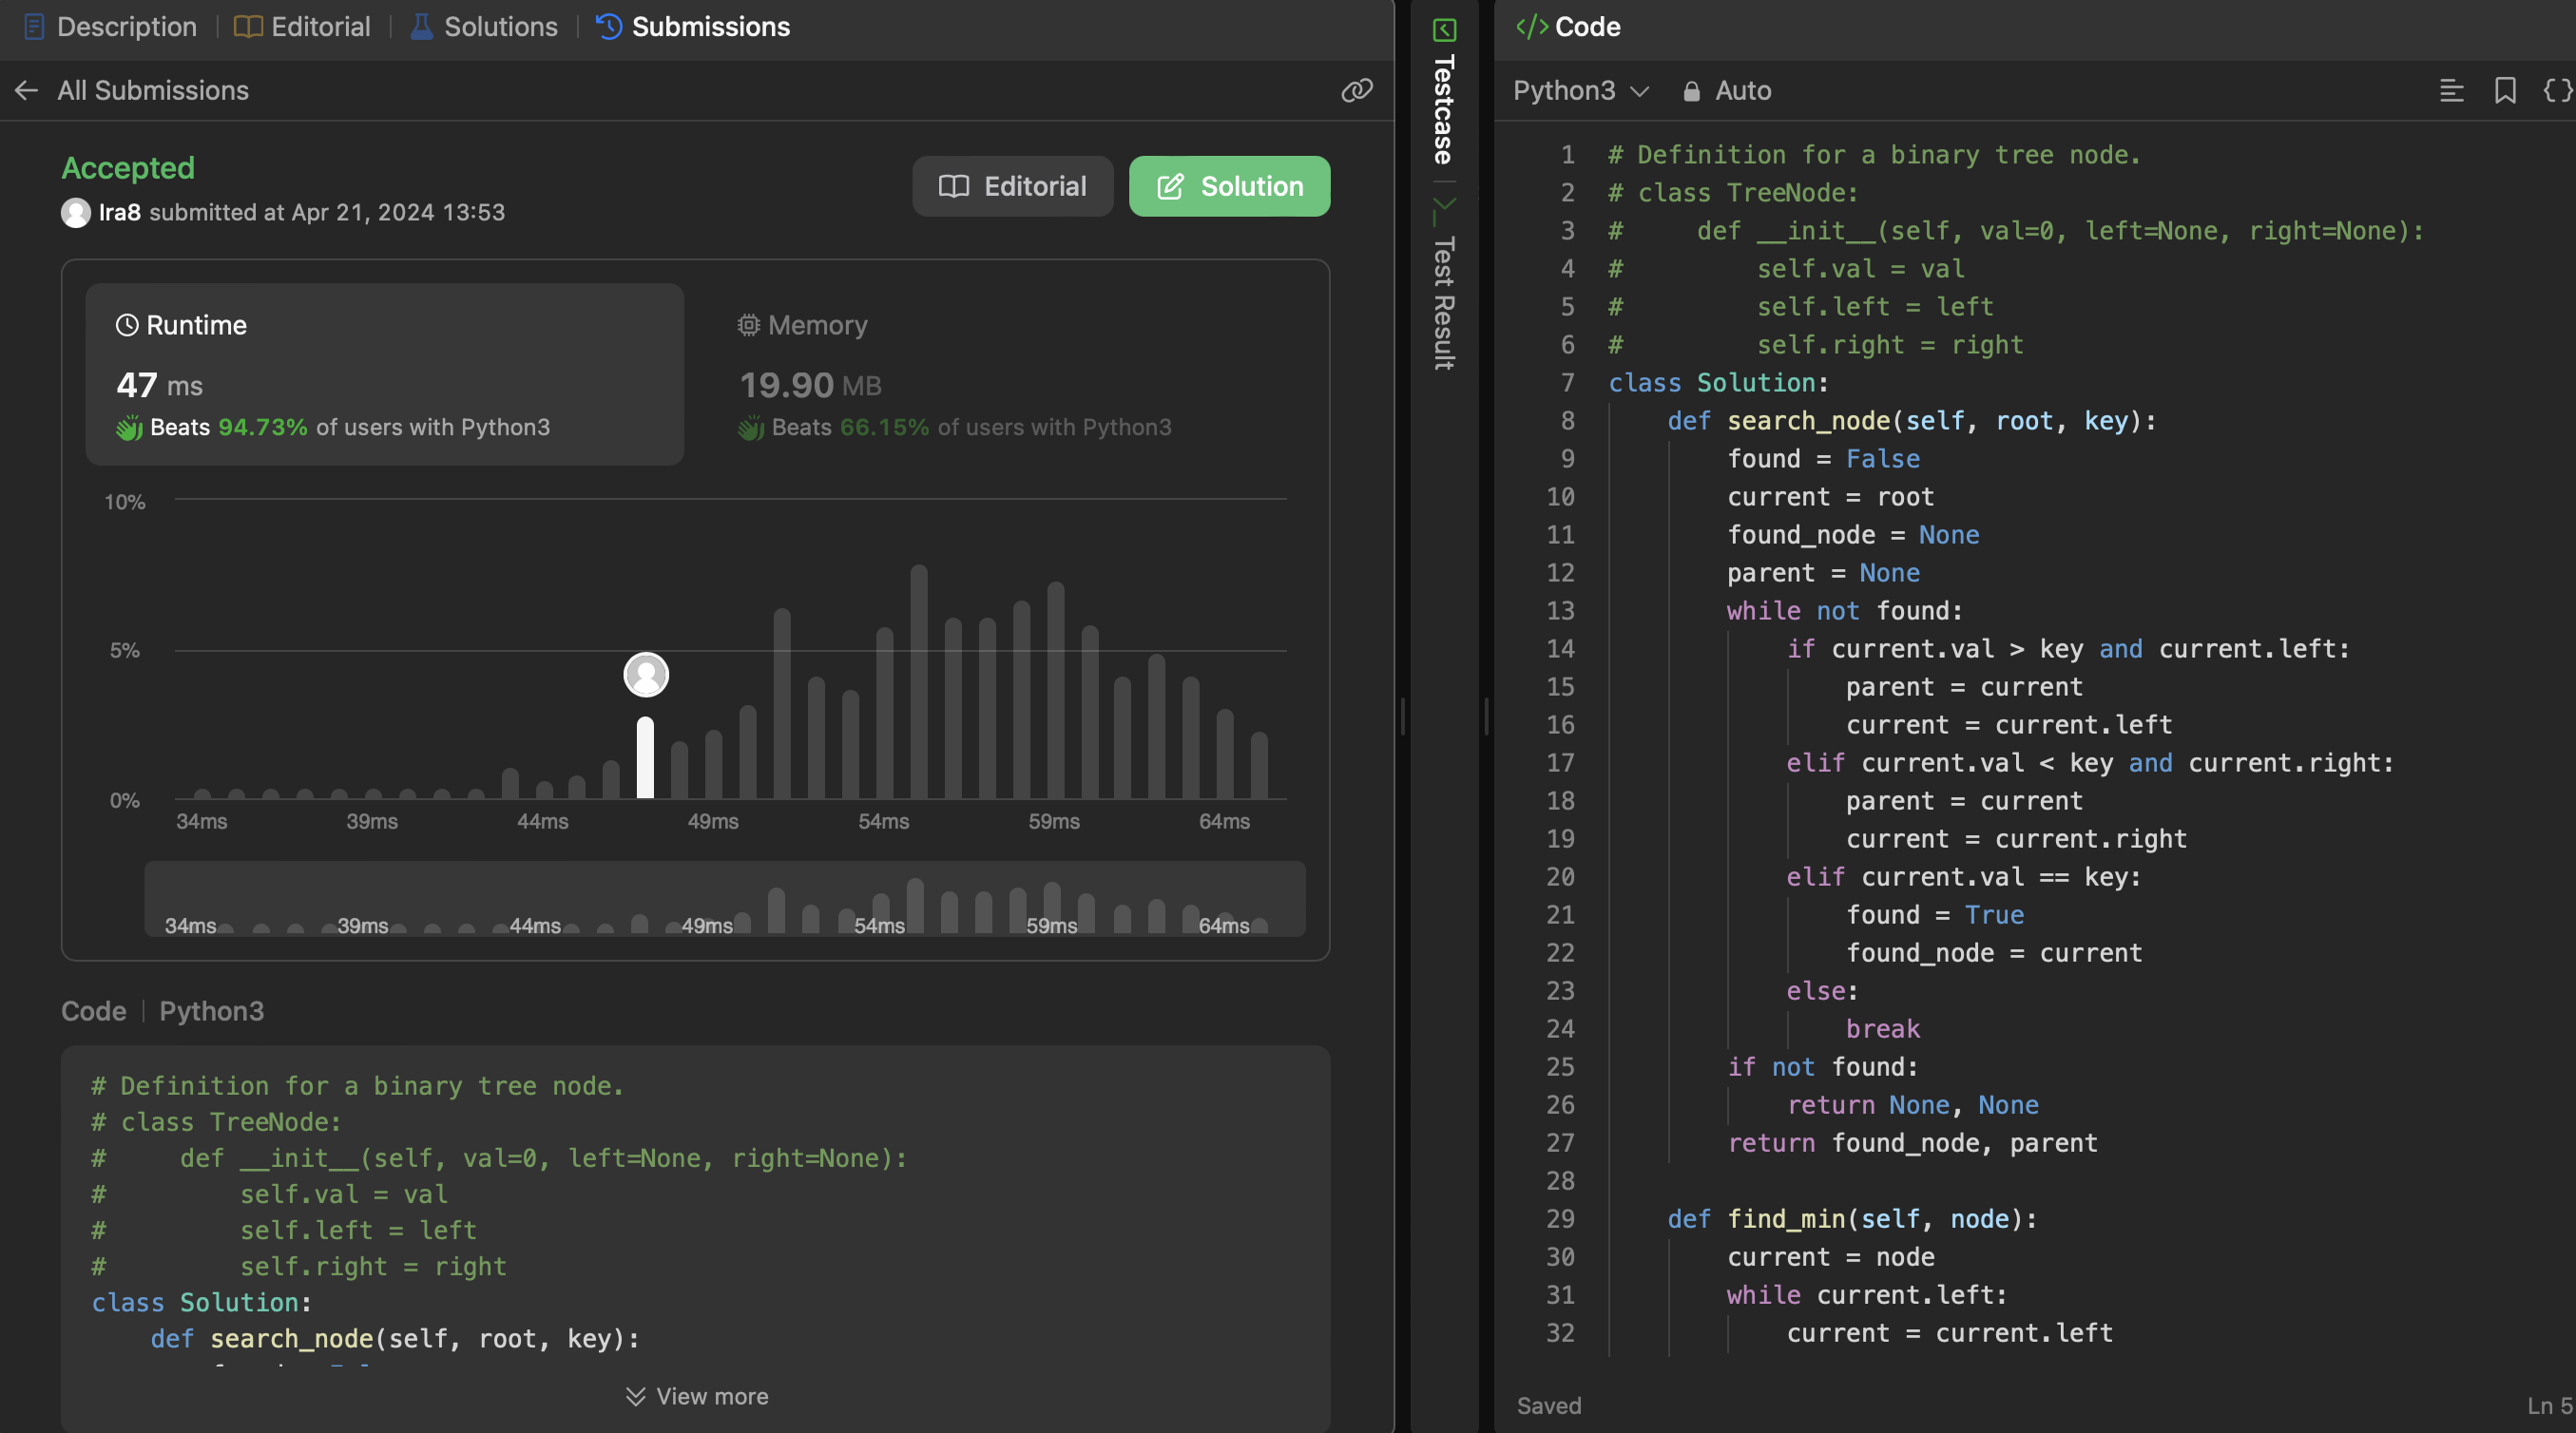 Description | Editorial | Solutions | Submissions
All Submissions
Accepted
Ira8 submitted at Apr 21, 2024 13:53
Editorial
Solution
Runtime
47 ms
Beats 94.73% of users with Python3
Memory
19.90 MB
Beats 66.15% of users with Python3
10%
5%
0%
34ms 39ms 44ms 49ms 54ms 59ms 64ms
34ms 39ms 44ms 49ms 54ms 59ms 64ms
Code | Python3
# Definition for a binary tree node.
# class TreeNode:
#     def __init__(self, val=0, left=None, right=None):
#         self.val = val
#         self.left = left
#         self.right = right
class Solution:
    def search_node(self, root, key):
View more
Testcase
Test Result
</> Code
Python3 Auto
1 # Definition for a binary tree node.
2 # class TreeNode:
3 #     def __init__(self, val=0, left=None, right=None):
4 #         self.val = val
5 #         self.left = left
6 #         self.right = right
7 class Solution:
8     def search_node(self, root, key):
9         found = False
10         current = root
11         found_node = None
12         parent = None
13         while not found:
14             if current.val > key and current.left:
15                 parent = current
16                 current = current.left
17             elif current.val < key and current.right:
18                 parent = current
19                 current = current.right
20             elif current.val == key:
21                 found = True
22                 found_node = current
23             else:
24                 break
25         if not found:
26             return None, None
27         return found_node, parent
28
29     def find_min(self, node):
30         current = node
31         while current.left:
32             current = current.left
Saved
Ln 5